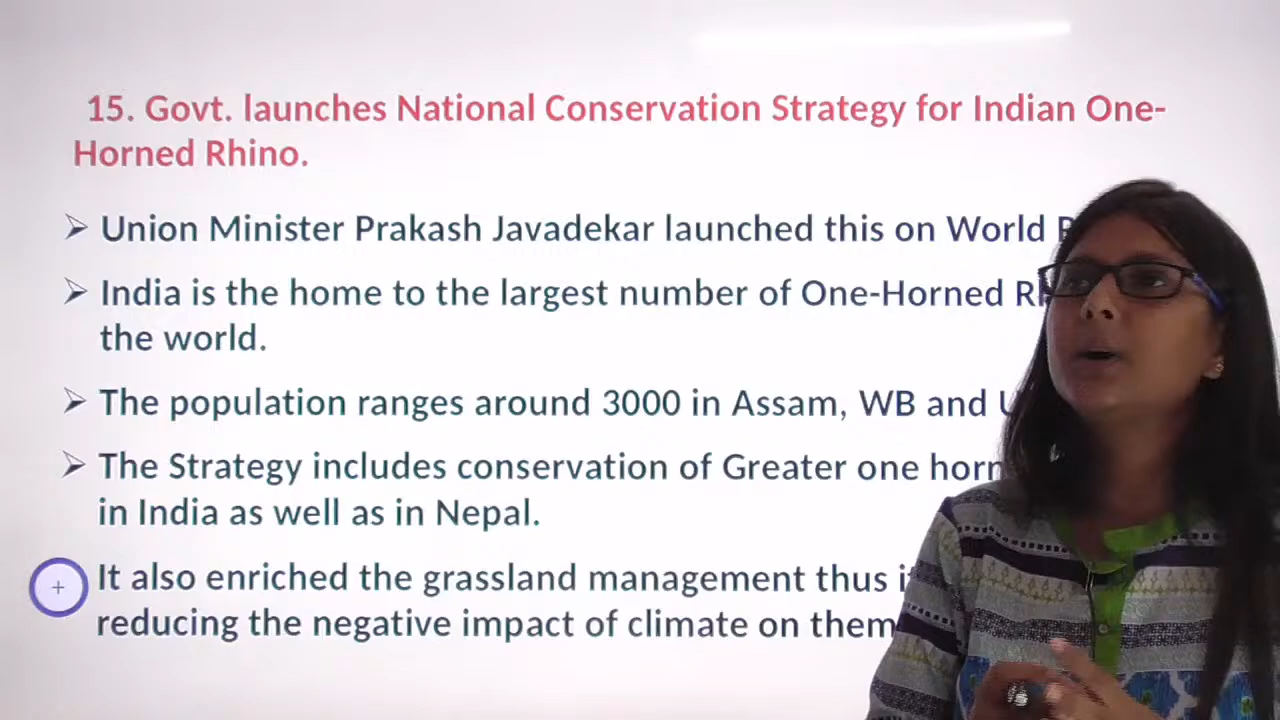 15. Govt. launches National Conservation Strategy for Indian One-
Horned Rhino.
➢ Union Minister Prakash Javadekar launched this on World
➢ India is the home to the largest number of One-Horned
the world.
➢ The population ranges around 3000 in Assam, WB and
➢ The Strategy includes conservation of Greater one
in India as well as in Nepal.
It also enriched the grassland management thus
reducing the negative impact of climate on them